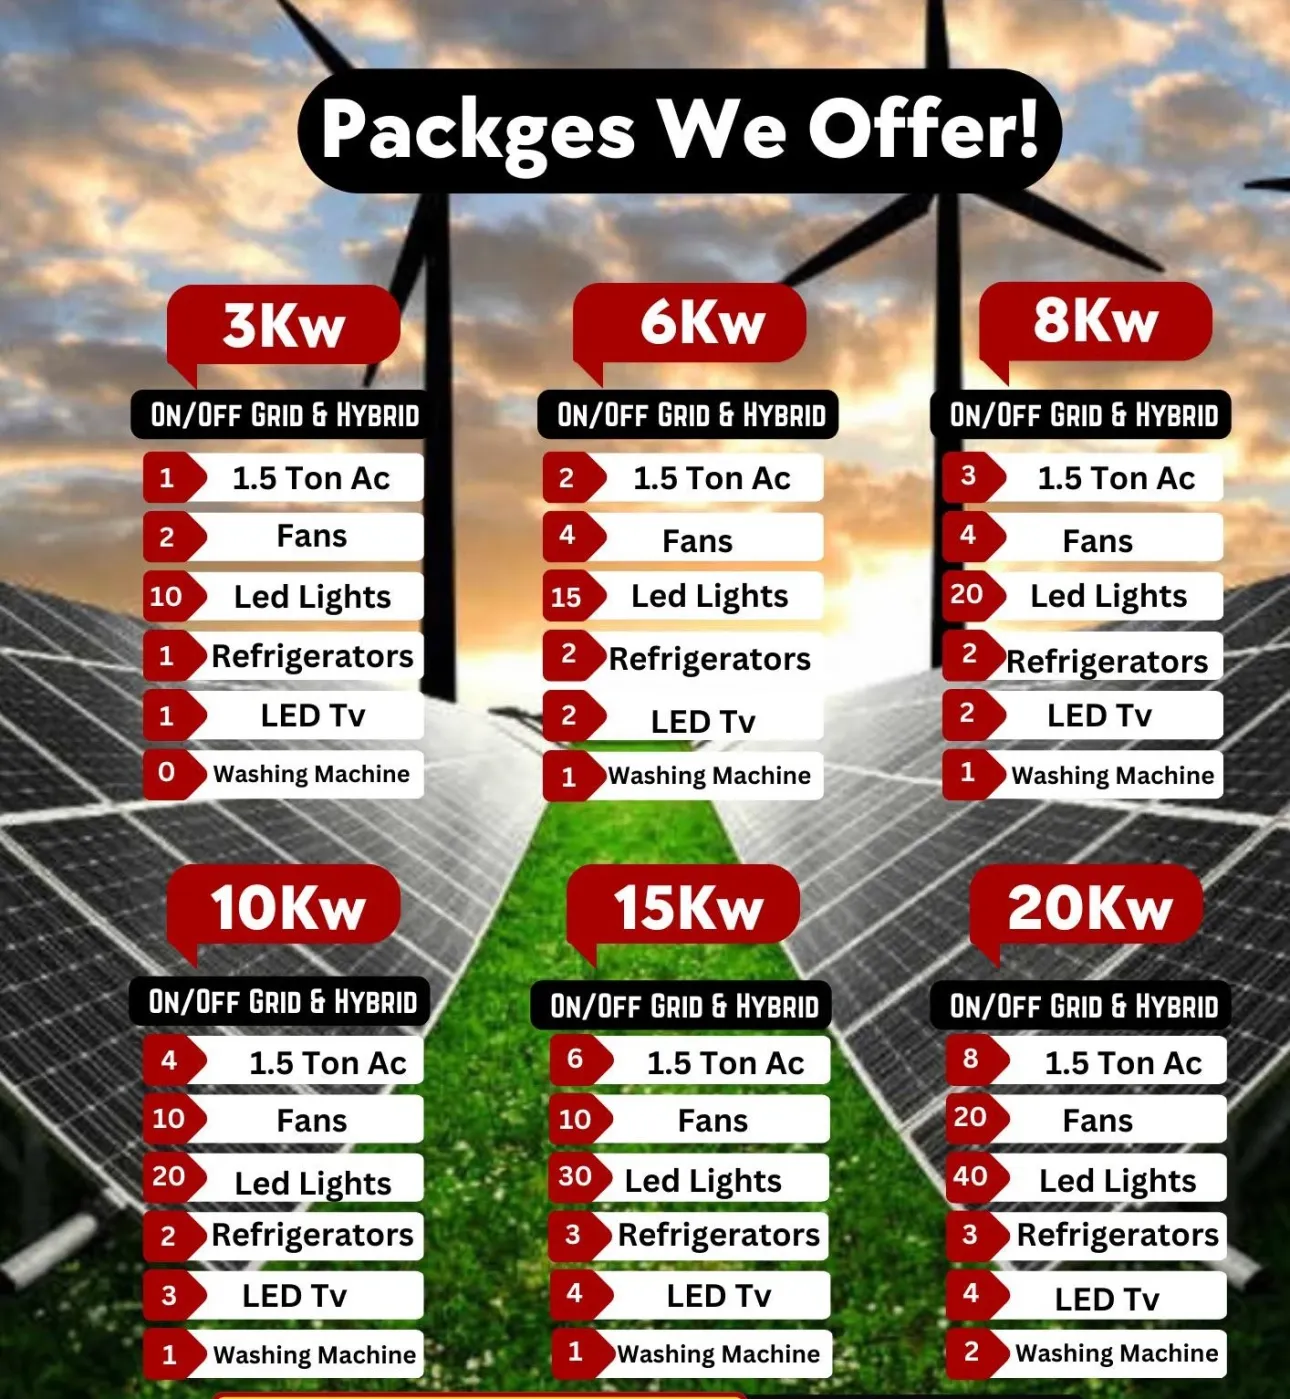 Packges We Offer!
3Kw
On/Off Grid & Hybrid
1 1.5 Ton Ac
2 Fans
10 Led Lights
1 Refrigerators
1 LED Tv
0 Washing Machine
6Kw
On/Off Grid & Hybrid
2 1.5 Ton Ac
4 Fans
15 Led Lights
2 Refrigerators
2 LED Tv
1 Washing Machine
8Kw
On/Off Grid & Hybrid
3 1.5 Ton Ac
4 Fans
20 Led Lights
2 Refrigerators
2 LED Tv
1 Washing Machine
10Kw
On/Off Grid & Hybrid
4 1.5 Ton Ac
10 Fans
20 Led Lights
2 Refrigerators
3 LED Tv
1 Washing Machine
15Kw
On/Off Grid & Hybrid
6 1.5 Ton Ac
10 Fans
30 Led Lights
3 Refrigerators
4 LED Tv
1 Washing Machine
20Kw
On/Off Grid & Hybrid
8 1.5 Ton Ac
20 Fans
40 Led Lights
3 Refrigerators
4 LED Tv
2 Washing Machine